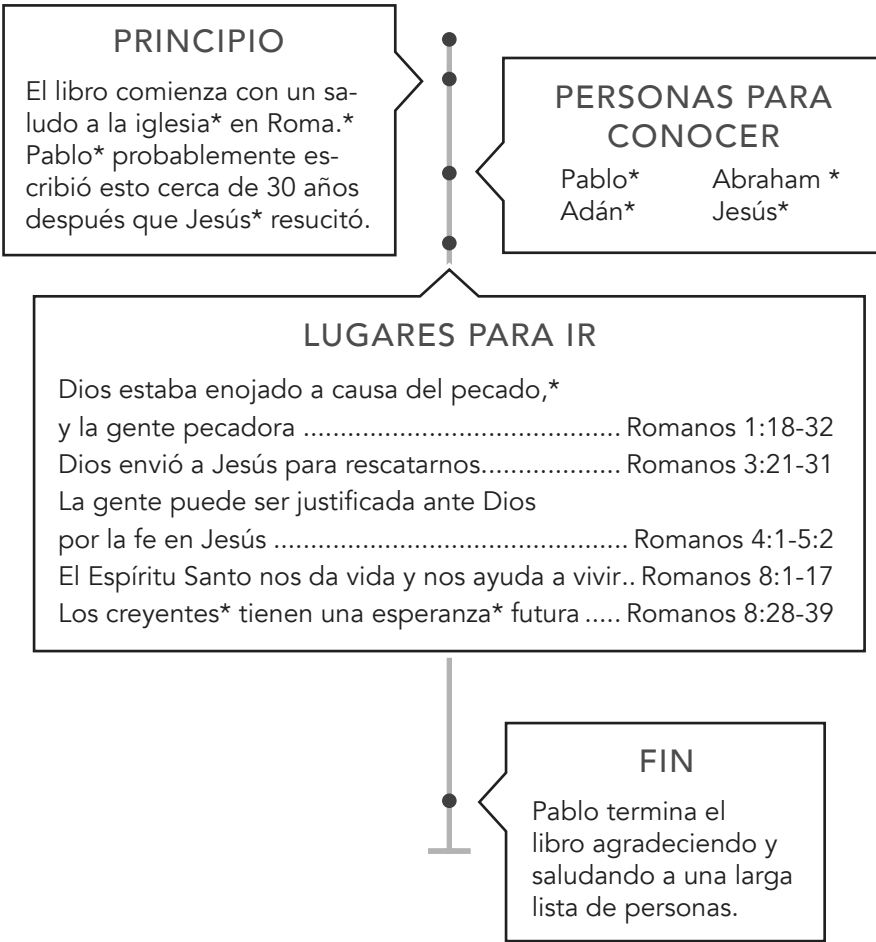 PRINCIPIO
El libro comienza con un sa-
ludo a la iglesia* en Roma.*
Pablo* probablemente es-
cribió esto cerca de 30 años
después que Jesús* resucitó.
PERSONAS PARA
CONOCER
Pablo* Abraham *
Adán* Jesús*
LUGARES PARA IR
Dios estaba enojado a causa del pecado,*
y la gente pecadora ........................................ Romanos 1:18-32
Dios envió a Jesús para rescatarnos.................. Romanos 3:21-31
La gente puede ser justificada ante Dios
por la fe en Jesús ............................................. Romanos 4:1-5:2
El Espíritu Santo nos da vida y nos ayuda a vivir.. Romanos 8:1-17
Los creyentes* tienen una esperanza* futura ..... Romanos 8:28-39
FIN
Pablo termina el
libro agradeciendo y
saludando a una larga
lista de personas.